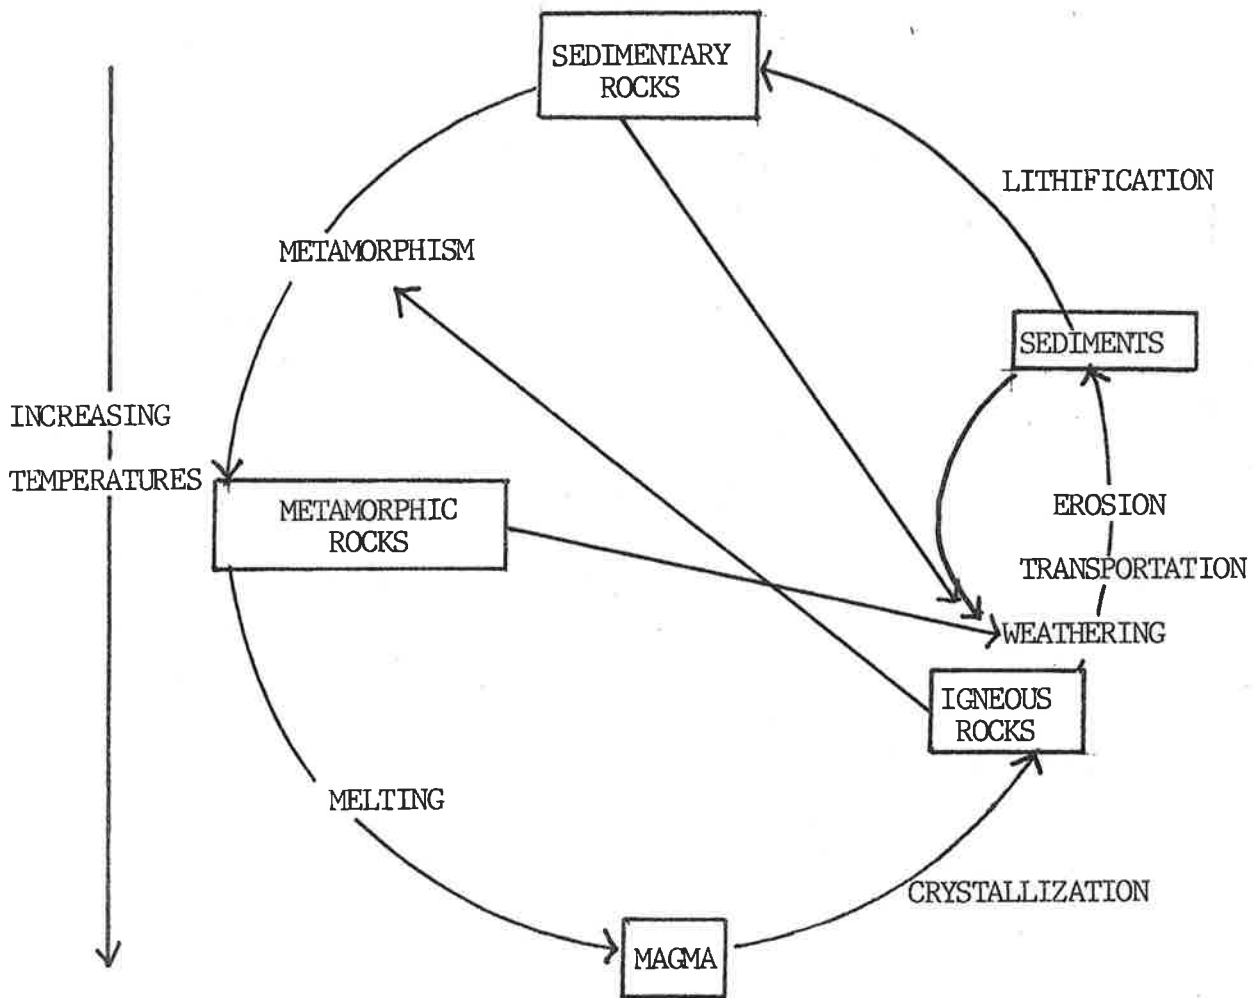 SEDIMENTARY
ROCKS
LITHIFICATION
METAMORPHISM
SEDIMENTS
INCREASING
TEMPERATURES
METAMORPHIC
ROCKS
EROSION
TRANSPORTATION
WEATHERING
IGNEOUS
ROCKS
MELTING
CRYSTALLIZATION
MAGMA